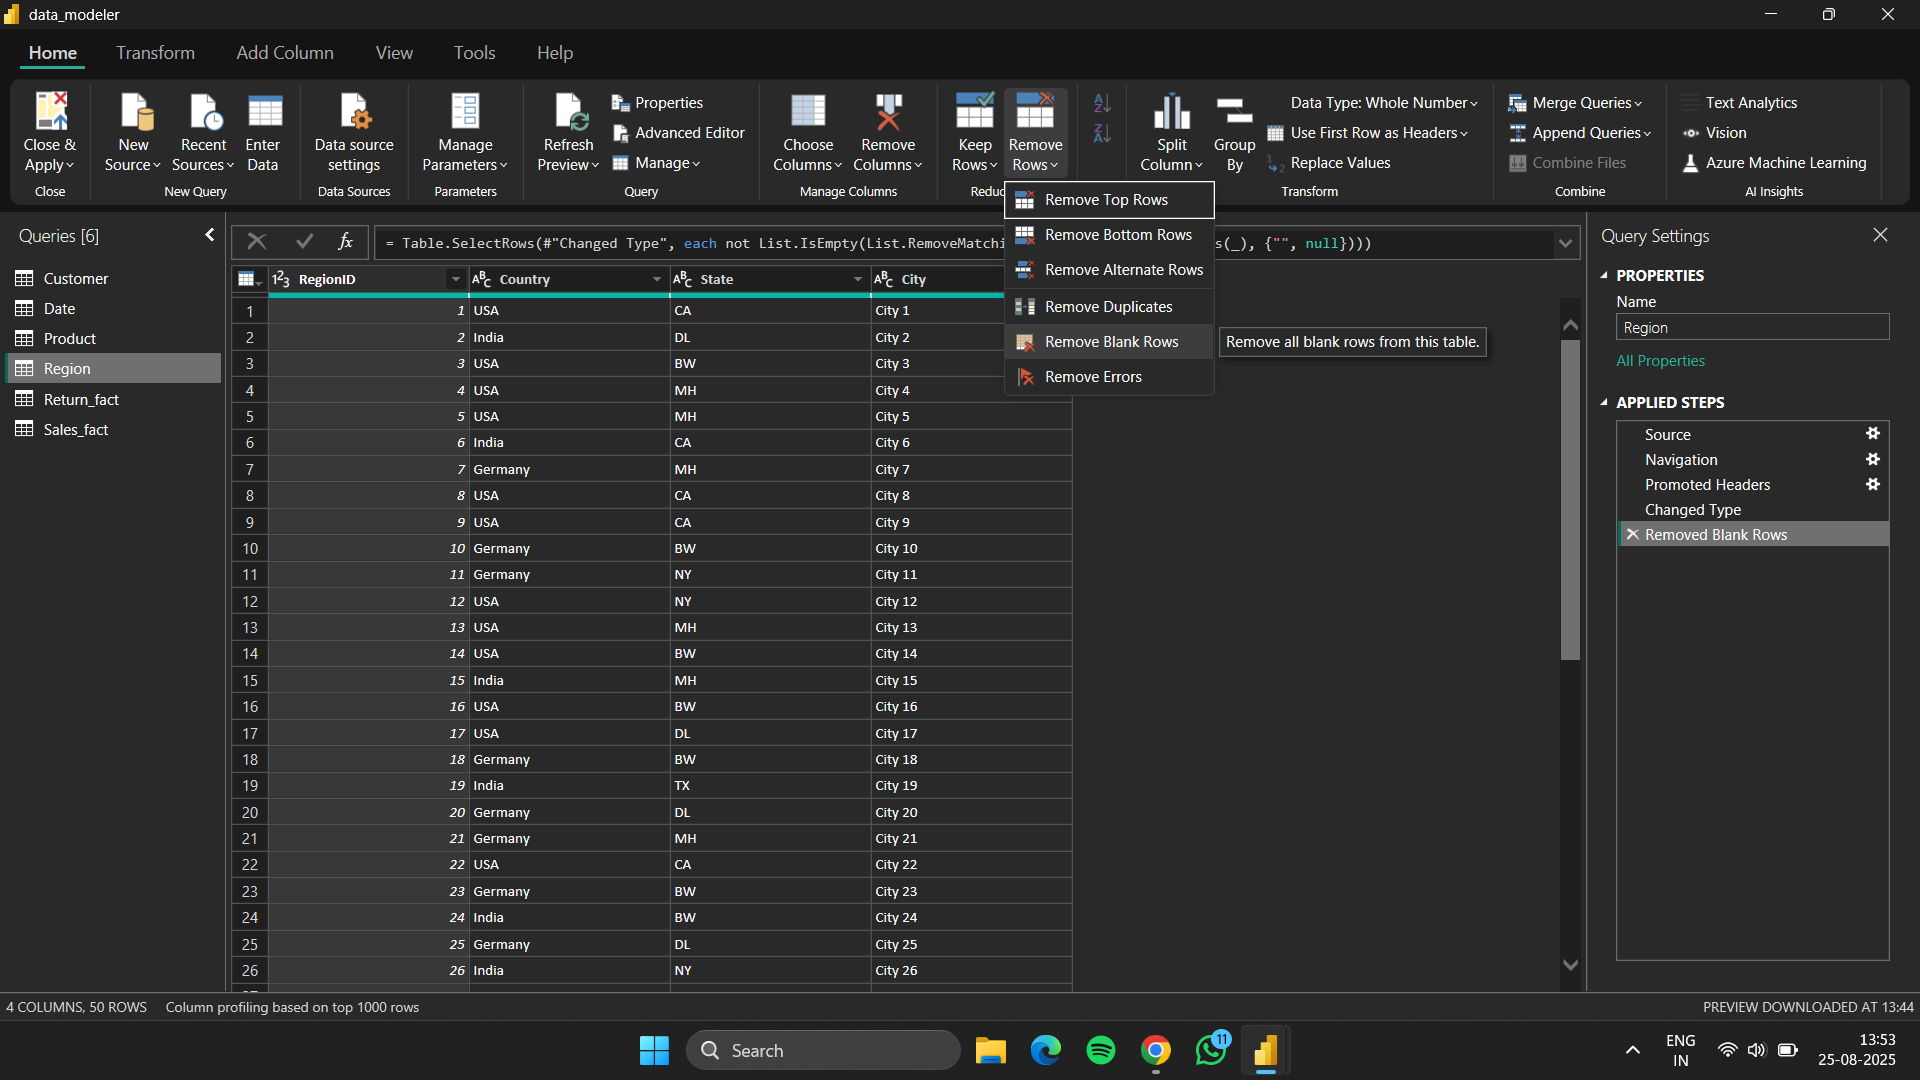 data_modeler
Home Transform Add Column View Tools Help
Close & Apply
Close
New Source
Recent Sources
Enter Data
New Query
Data source settings
Data Sources
Manage Parameters
Parameters
Refresh Preview
Properties
Advanced Editor
Manage
Query
Choose Columns
Remove Columns
Manage Columns
Keep Rows
Remove Rows
Reduc
Split Column
Group By
Data Type: Whole Number
Use First Row as Headers
Replace Values
Transform
Merge Queries
Append Queries
Combine Files
Combine
Text Analytics
Vision
Azure Machine Learning
AI Insights
Remove Top Rows
Remove Bottom Rows
Remove Alternate Rows
Remove Duplicates
Remove Blank Rows
Remove Errors
Remove all blank rows from this table.
Queries [6]
Customer
Date
Product
Region
Return_fact
Sales_fact
fx = Table.SelectRows(#"Changed Type", each not List.IsEmpty(List.RemoveMatchi s(_), {"", null})))
123 RegionID ABC Country ABC State ABC City
1 1 USA CA City 1
2 2 India DL City 2
3 3 USA BW City 3
4 4 USA MH City 4
5 5 USA MH City 5
6 6 India CA City 6
7 7 Germany MH City 7
8 8 USA CA City 8
9 9 USA CA City 9
10 10 Germany BW City 10
11 11 Germany NY City 11
12 12 USA NY City 12
13 13 USA MH City 13
14 14 USA BW City 14
15 15 India MH City 15
16 16 USA BW City 16
17 17 USA DL City 17
18 18 Germany BW City 18
19 19 India TX City 19
20 20 Germany DL City 20
21 21 Germany MH City 21
22 22 USA CA City 22
23 23 Germany BW City 23
24 24 India BW City 24
25 25 Germany DL City 25
26 26 India NY City 26
Query Settings
PROPERTIES
Name
Region
All Properties
APPLIED STEPS
Source
Navigation
Promoted Headers
Changed Type
Removed Blank Rows
4 COLUMNS, 50 ROWS Column profiling based on top 1000 rows
PREVIEW DOWNLOADED AT 13:44
Search
11
ENG
IN
13:53
25-08-2025